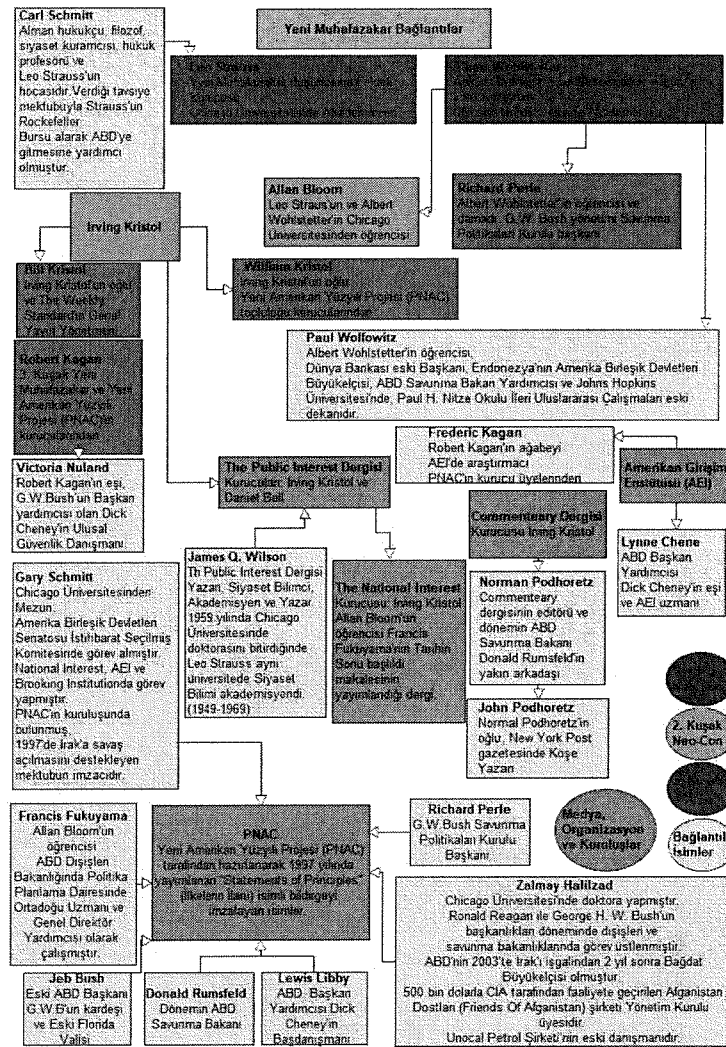 Carl Schmitt
Alman hukukçu, filozof,
siyaset kuramcısı, hukuk
profesörü ve
Leo Strauss'un
hocasıdır.Verdiği tavsiye
mektubuyla Strauss'un
Rockefeller
Bursu alarak ABD'ye
gitmesine yardımcı
olmuştur.
Yeni Muhafazakar Bağlantılar
Leo Strauss
Allan Bloom
Leo Straus'un ve Albert
Wohlstetter'in Chicago
Üniversitesinden öğrencisi
Richard Perle
Albert Wohlstetter'in öğrencisi ve
damadı. G. W. Bush yönetimi Savunma
Politikaları Kurulu başkanı
Irving Kristol
Bill Kristol
Irving Kristol'un oğlu
ve The Weekly
Standard'ın Genel
Yayın Yönetmeni
William Kristol
Irving Kristol'un oğlu
Yeni Amerikan Yüzyılı Projesi (PNAC)
topluluğu kurucularından
Robert Kagan
Kuşak Yeni
Muhafazakar ve Yeni
Amerikan Yüzyılı
Projesi (PNAC)'ın
kurucularından
Paul Wolfowitz
Albert Wohlstetter'in öğrencisi,
Dünya Bankası eski Başkanı, Endonezya'nın Amerika Birleşik Devletleri
Büyükelçisi, ABD Savunma Bakan Yardımcısı ve Johns Hopkins
Üniversitesi'nde, Paul H. Nitze Okulu İleri Uluslararası Çalışmaları eski
dekanıdır.
Victoria Nuland
Robert Kagan'ın eşi,
G.W.Bush'un Başkan
yardımcısı olan Dick
Cheney'in Ulusal
Güvenlik Danışmanı.
The Public Interest Dergisi
Kurucuları: Irving Kristol ve
Daniel Bell
Frederic Kagan
Robert Kagan'ın ağabeyi
AEI'de araştırmacı
PNAC'ın kurucu üyelerinden
Amerikan Girişim
Enstitüsü (AEI)
Commenteary Dergisi
Kurucusu Irving Kristol
Lynne Chene
ABD Başkan
Yardımcısı
Dick Cheney'in eşi
ve AEI uzmanı
Gary Schmitt
Chicago Üniversitesinden
Mezun.
Amerika Birleşik Devletleri
Senatosu İstihbarat Seçilmiş
Komitesinde görev almıştır.
National Interest, AEI ve
Brooking Institutionda görev
yapmıştır.
PNAC'ın kuruluşunda
bulunmuş.
1997'de Irak'a savaş
açılmasını destekleyen
mektubun imzacıdır.
James Q. Wilson
Th Public Interest Dergisi
Yazarı, Siyaset Bilimci,
Akademisyen ve Yazar.
1959 yılında Chicago
Üniversitesinde
doktorasını bitirdiğinde
Leo Strauss aynı
üniversitede Siyaset
Bilimi akademisyendi.
(1949-1969)
The National Interest
Kurucusu: Irving Kristol
Allan Bloom'un
öğrencisi Francis
Fukuyama'nın Tarihin
Sonu başlıklı
makalesinin
yayımlandığı dergi.
Norman Podhoretz
Commenteary
dergisinin editörü ve
dönemin ABD
Savunma Bakanı
Donald Rumsfeld'in
yakın arkadaşı
John Podhoretz
Normal Podhoretz'in
oğlu, New York Post
gazetesinde Köşe
Yazarı
2. Kuşak
Neo-Con
Medya,
Organizasyon
ve Kuruluşlar
Bağlantılı
İsimler
Francis Fukuyama
Allan Bloom'un
öğrencisi
ABD Dışişleri
Bakanlığında Politika
Planlama Dairesinde
Ortadoğu Uzmanı ve
Genel Direktör
Yardımcısı olarak
çalışmıştır.
PNAC
Yeni Amerikan Yüzyılı Projesi (PNAC)
tarafından hazırlanarak 1997 yılında
yayımlanan "Statements of Principles"
(İlkelerin İlanı) isimli bildirgeyi
imzalayan isimler.
Richard Perle
G.W.Bush Savunma
Politikaları Kurulu
Başkanı
Zalmay Halilzad
Chicago Üniversitesi'nde doktora yapmıştır.
Ronald Reagan ile George H. W. Bush'un
başkanlıkları döneminde dışişleri ve
savunma bakanlıklarında görev üstlenmiştir.
ABD'nin 2003'te Irak'ı işgalinden 2 yıl sonra Bağdat
Büyükelçisi olmuştur.
500 bin dolarla CIA tarafından faaliyete geçirilen Afganistan
Dostları (Friends Of Afganistan) şirketi Yönetim Kurulu
üyesidir.
Unocal Petrol Şirketi'nin eski danışmanıdır.
Jeb Bush
Eski ABD Başkanı
G.W.B'un kardeşi
ve Eski Florida
Valisi
Donald Rumsfeld
Dönemin ABD
Savunma Bakanı
Lewis Libby
ABD Başkan
Yardımcısı Dick
Cheney'in
Başdanışmanı